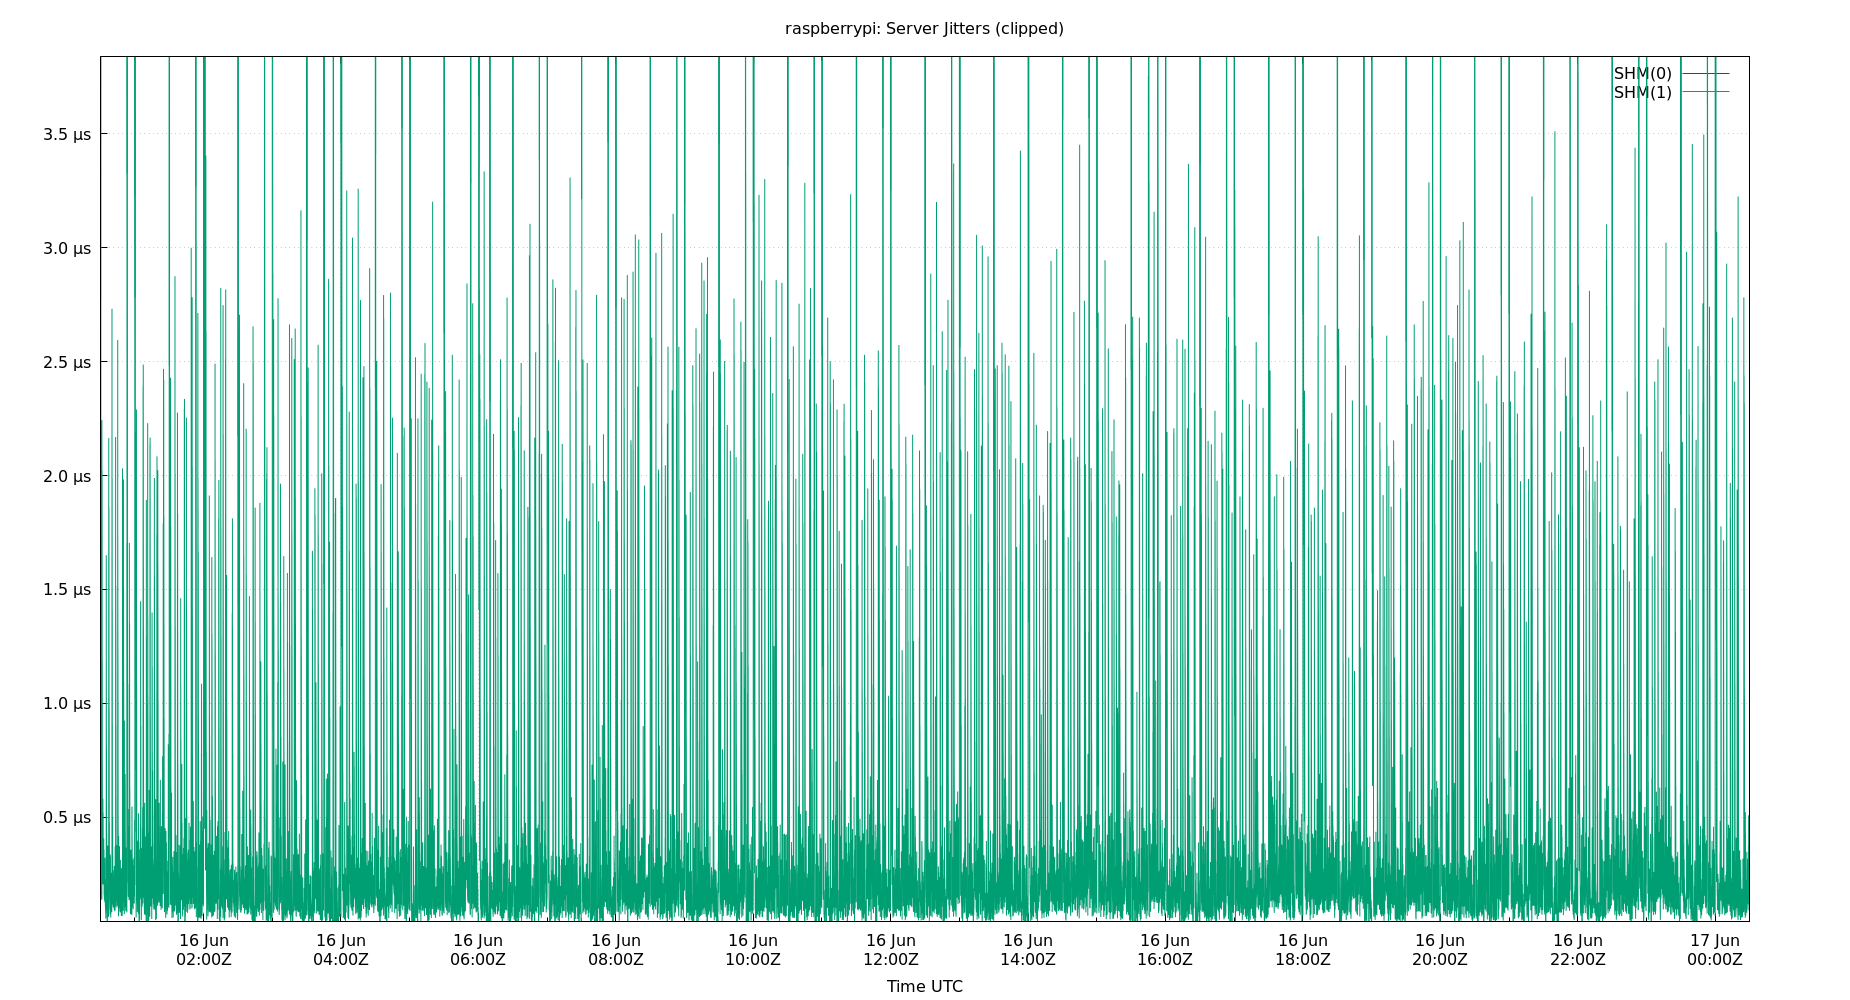 raspberrypi: Server Jitters (clipped)
SHM(0)
SHM(1)
3.5 µs
3.0 µs
2.5 µs
2.0 µs
1.5 µs
1.0 µs
0.5 µs
16 Jun 16 Jun 16 Jun 16 Jun 16 Jun 16 Jun 16 Jun 16 Jun 16 Jun 16 Jun 16 Jun 17 Jun
02:00Z 04:00Z 06:00Z 08:00Z 10:00Z 12:00Z 14:00Z 16:00Z 18:00Z 20:00Z 22:00Z 00:00Z
Time UTC